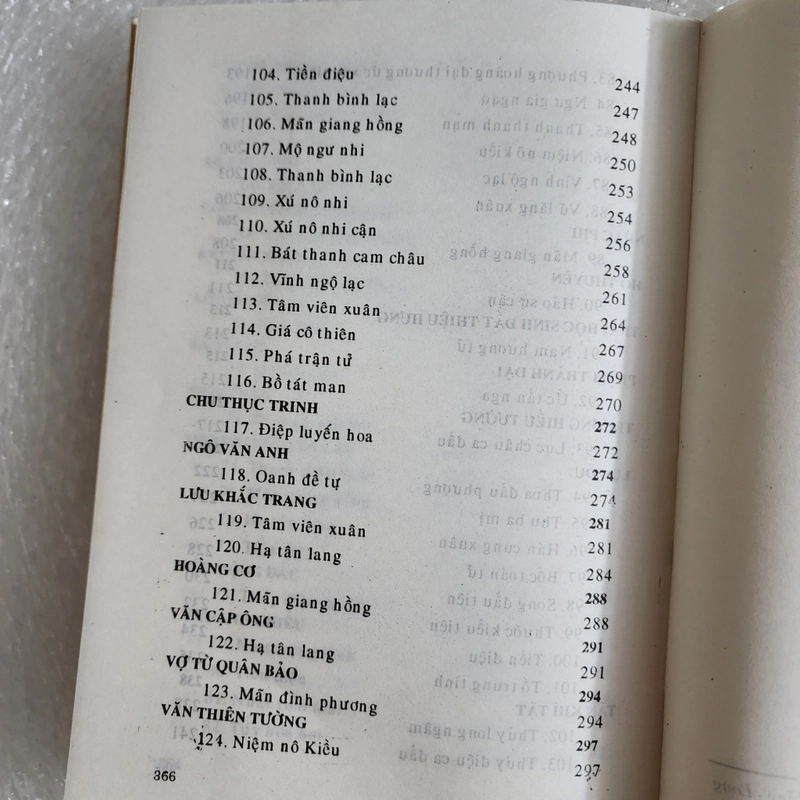 104. Tiền điệu 244
105. Thanh bình lạc 247
106. Mãn giang hồng 248
107. Mộ ngư nhi 250
108. Thanh bình lạc 253
109. Xú nô nhi 254
110. Xú nô nhi cận 256
111. Bát thanh cam châu 258
112. Vĩnh ngộ lạc 261
113. Tâm viên xuân 264
114. Giá cô thiên 267
115. Phá trận tử 269
116. Bồ tát man 270
CHU THỤC TRINH 272
117. Điệp luyến hoa 272
NGÔ VĂN ANH 274
118. Oanh đề tự 274
LƯU KHẮC TRANG 281
119. Tâm viên xuân 281
120. Hạ tân lang 284
HOÀNG CƠ 288
121. Mãn giang hồng 288
VĂN CẬP ÔNG 291
122. Hạ tân lang 291
VỢ TỪ QUÂN BẢO 294
123. Mãn đình phương 294
VĂN THIÊN TƯỜNG 297
124. Niệm nô Kiều 297
366